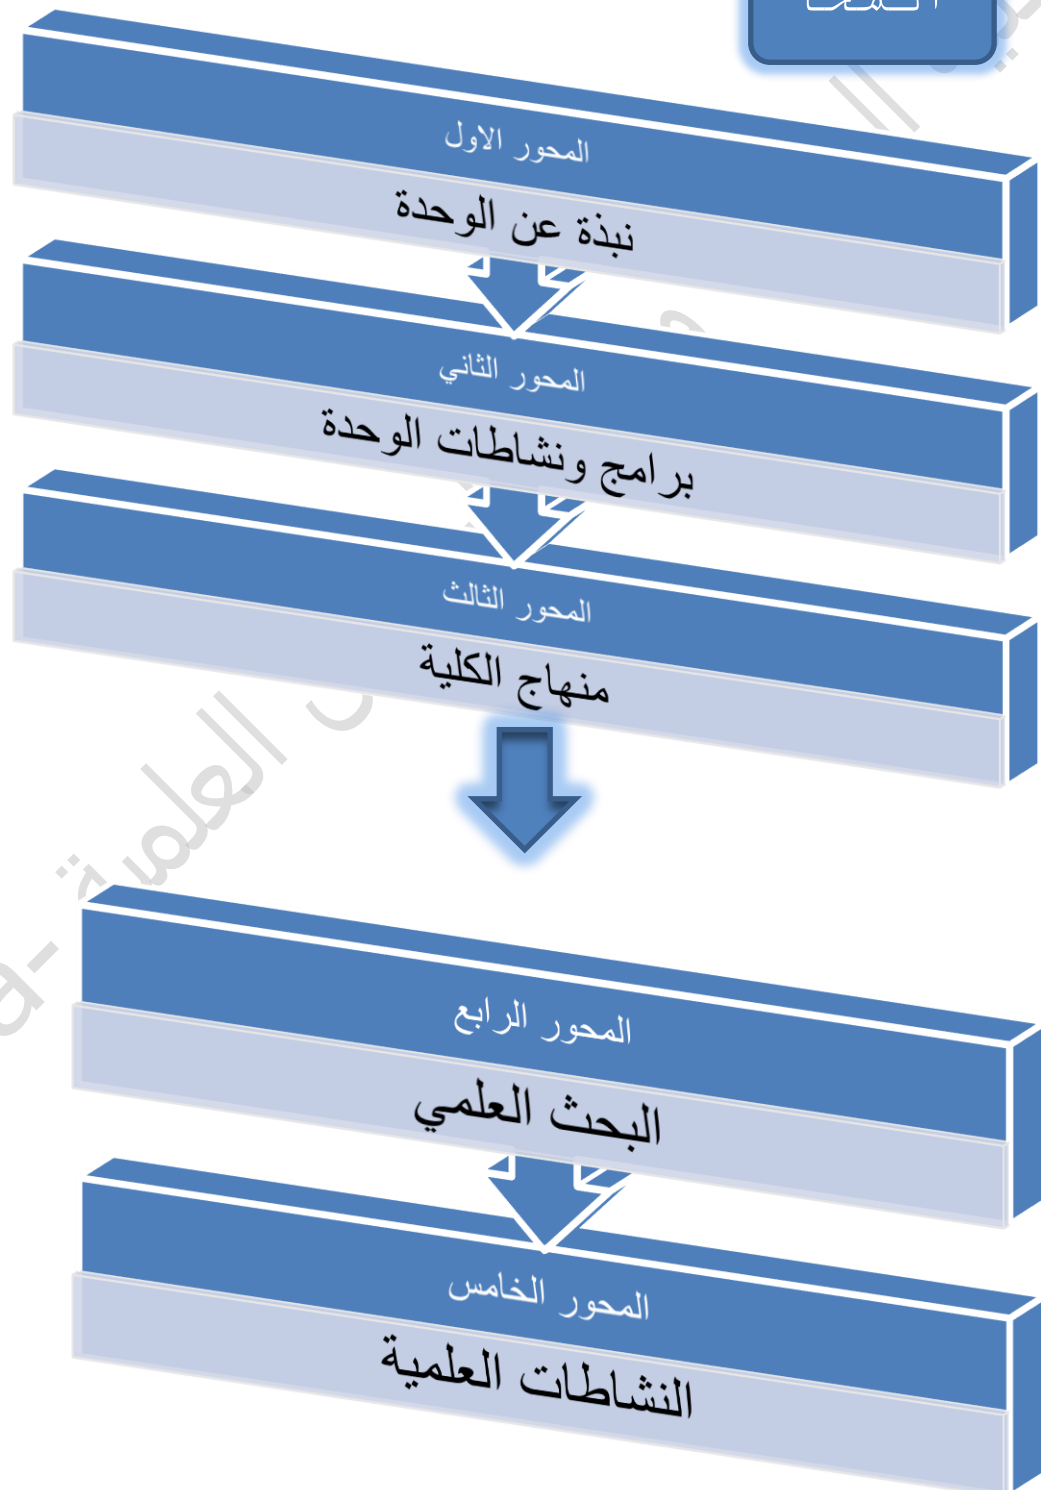 المحور الاول
نبذة عن الوحدة
المحور الثاني
برامج ونشاطات الوحدة
المحور الثالث
منهاج الكلية
المحور الرابع
البحث العلمي
المحور الخامس
النشاطات العلمية